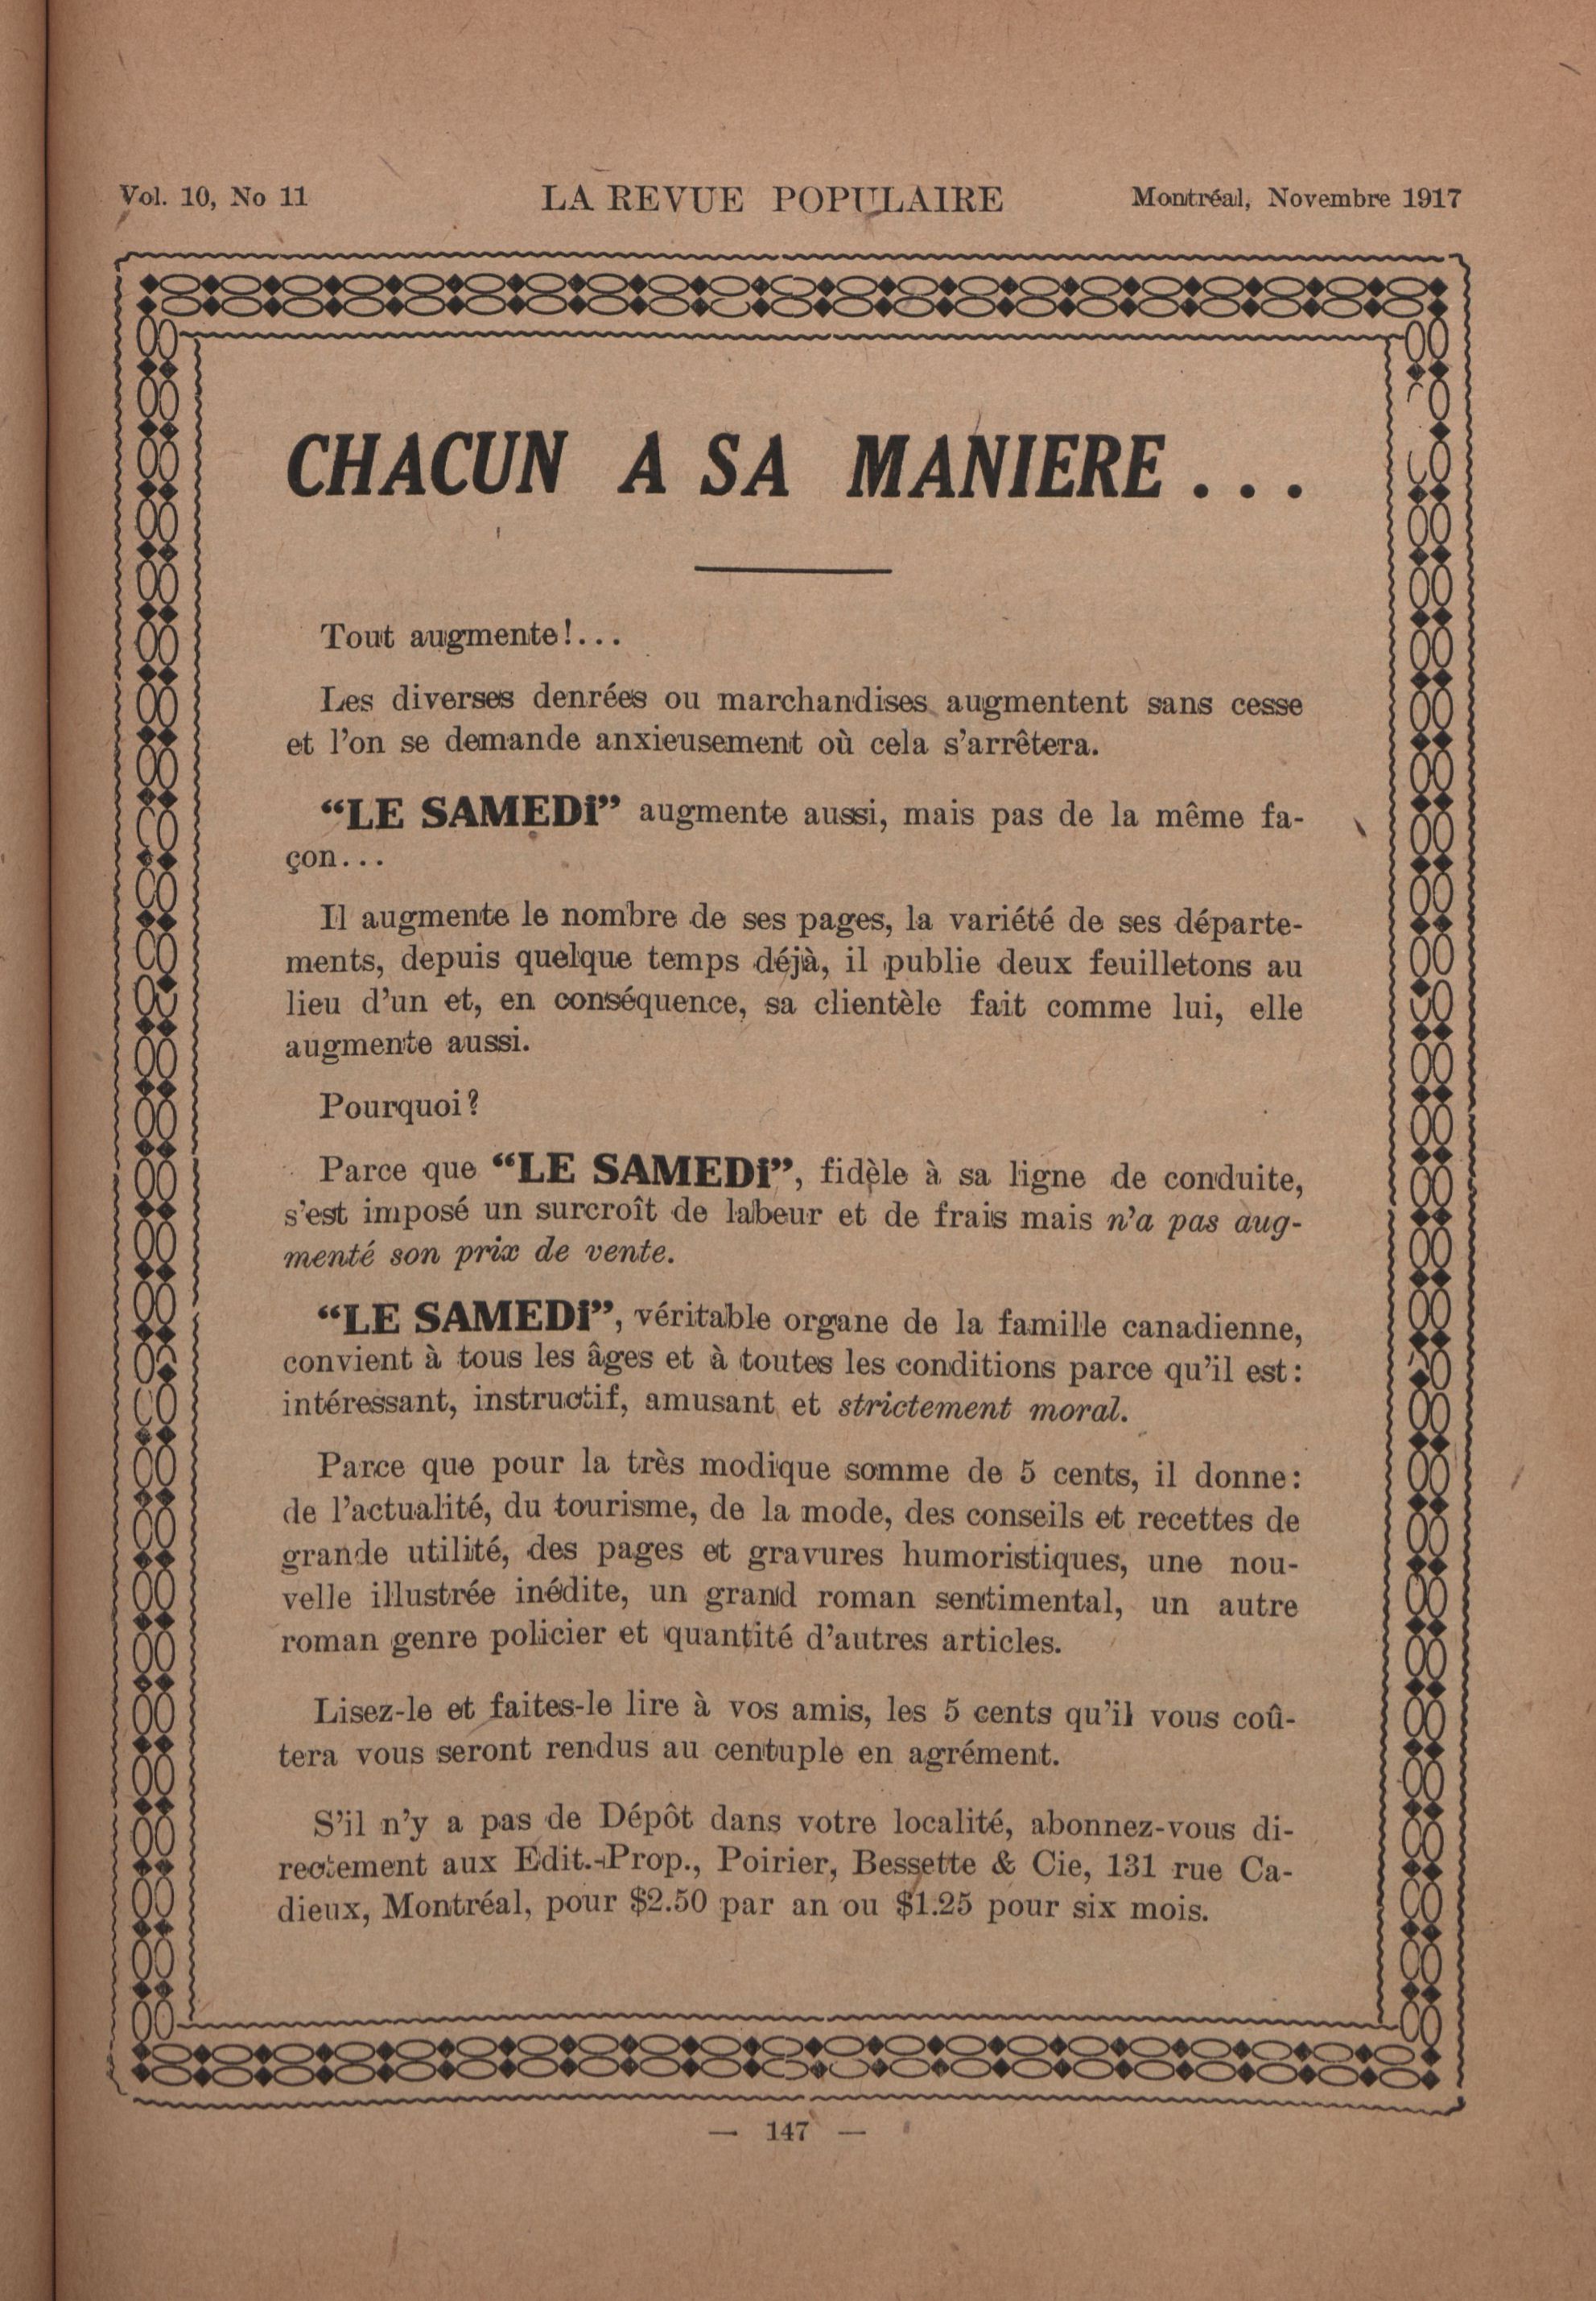 Vol. 10, No 11 LA REVUE POPULAIRE Montréal, Novembre 1917
CHACUN A SA MANIERE...
Tout augmente!...
Les diverses denrées ou marchandises augmentent sans cesse
et l'on se demande anxieusement où cela s'arrêtera.
“LE SAMEDI” augmente aussi, mais pas de la même fa-
çon...
Il augmente le nombre de ses pages, la variété de ses départe-
ments, depuis quelque temps déjà, il publie deux feuilletons au
lieu d'un et, en conséquence, sa clientèle fait comme lui, elle
augmente aussi.
Pourquoi?
Parce que “LE SAMEDI”, fidèle à sa ligne de conduite,
s'est imposé un surcroît de labeur et de frais mais n'a pas aug-
menté son prix de vente.
“LE SAMEDI”, véritable organe de la famille canadienne,
convient à tous les âges et à toutes les conditions parce qu'il est:
intéressant, instructif, amusant et strictement moral.
Parce que pour la très modique somme de 5 cents, il donne:
de l'actualité, du tourisme, de la mode, des conseils et recettes de
grande utilité, des pages et gravures humoristiques, une nou-
velle illustrée inédite, un grand roman sentimental, un autre
roman genre policier et quantité d'autres articles.
Lisez-le et faites-le lire à vos amis, les 5 cents qu'il vous coû-
tera vous seront rendus au centuple en agrément.
S'il n'y a pas de Dépôt dans votre localité, abonnez-vous di-
rectement aux Edit.-Prop., Poirier, Bessette & Cie, 131 rue Ca-
dieux, Montréal, pour $2.50 par an ou $1.25 pour six mois.
— 147 —